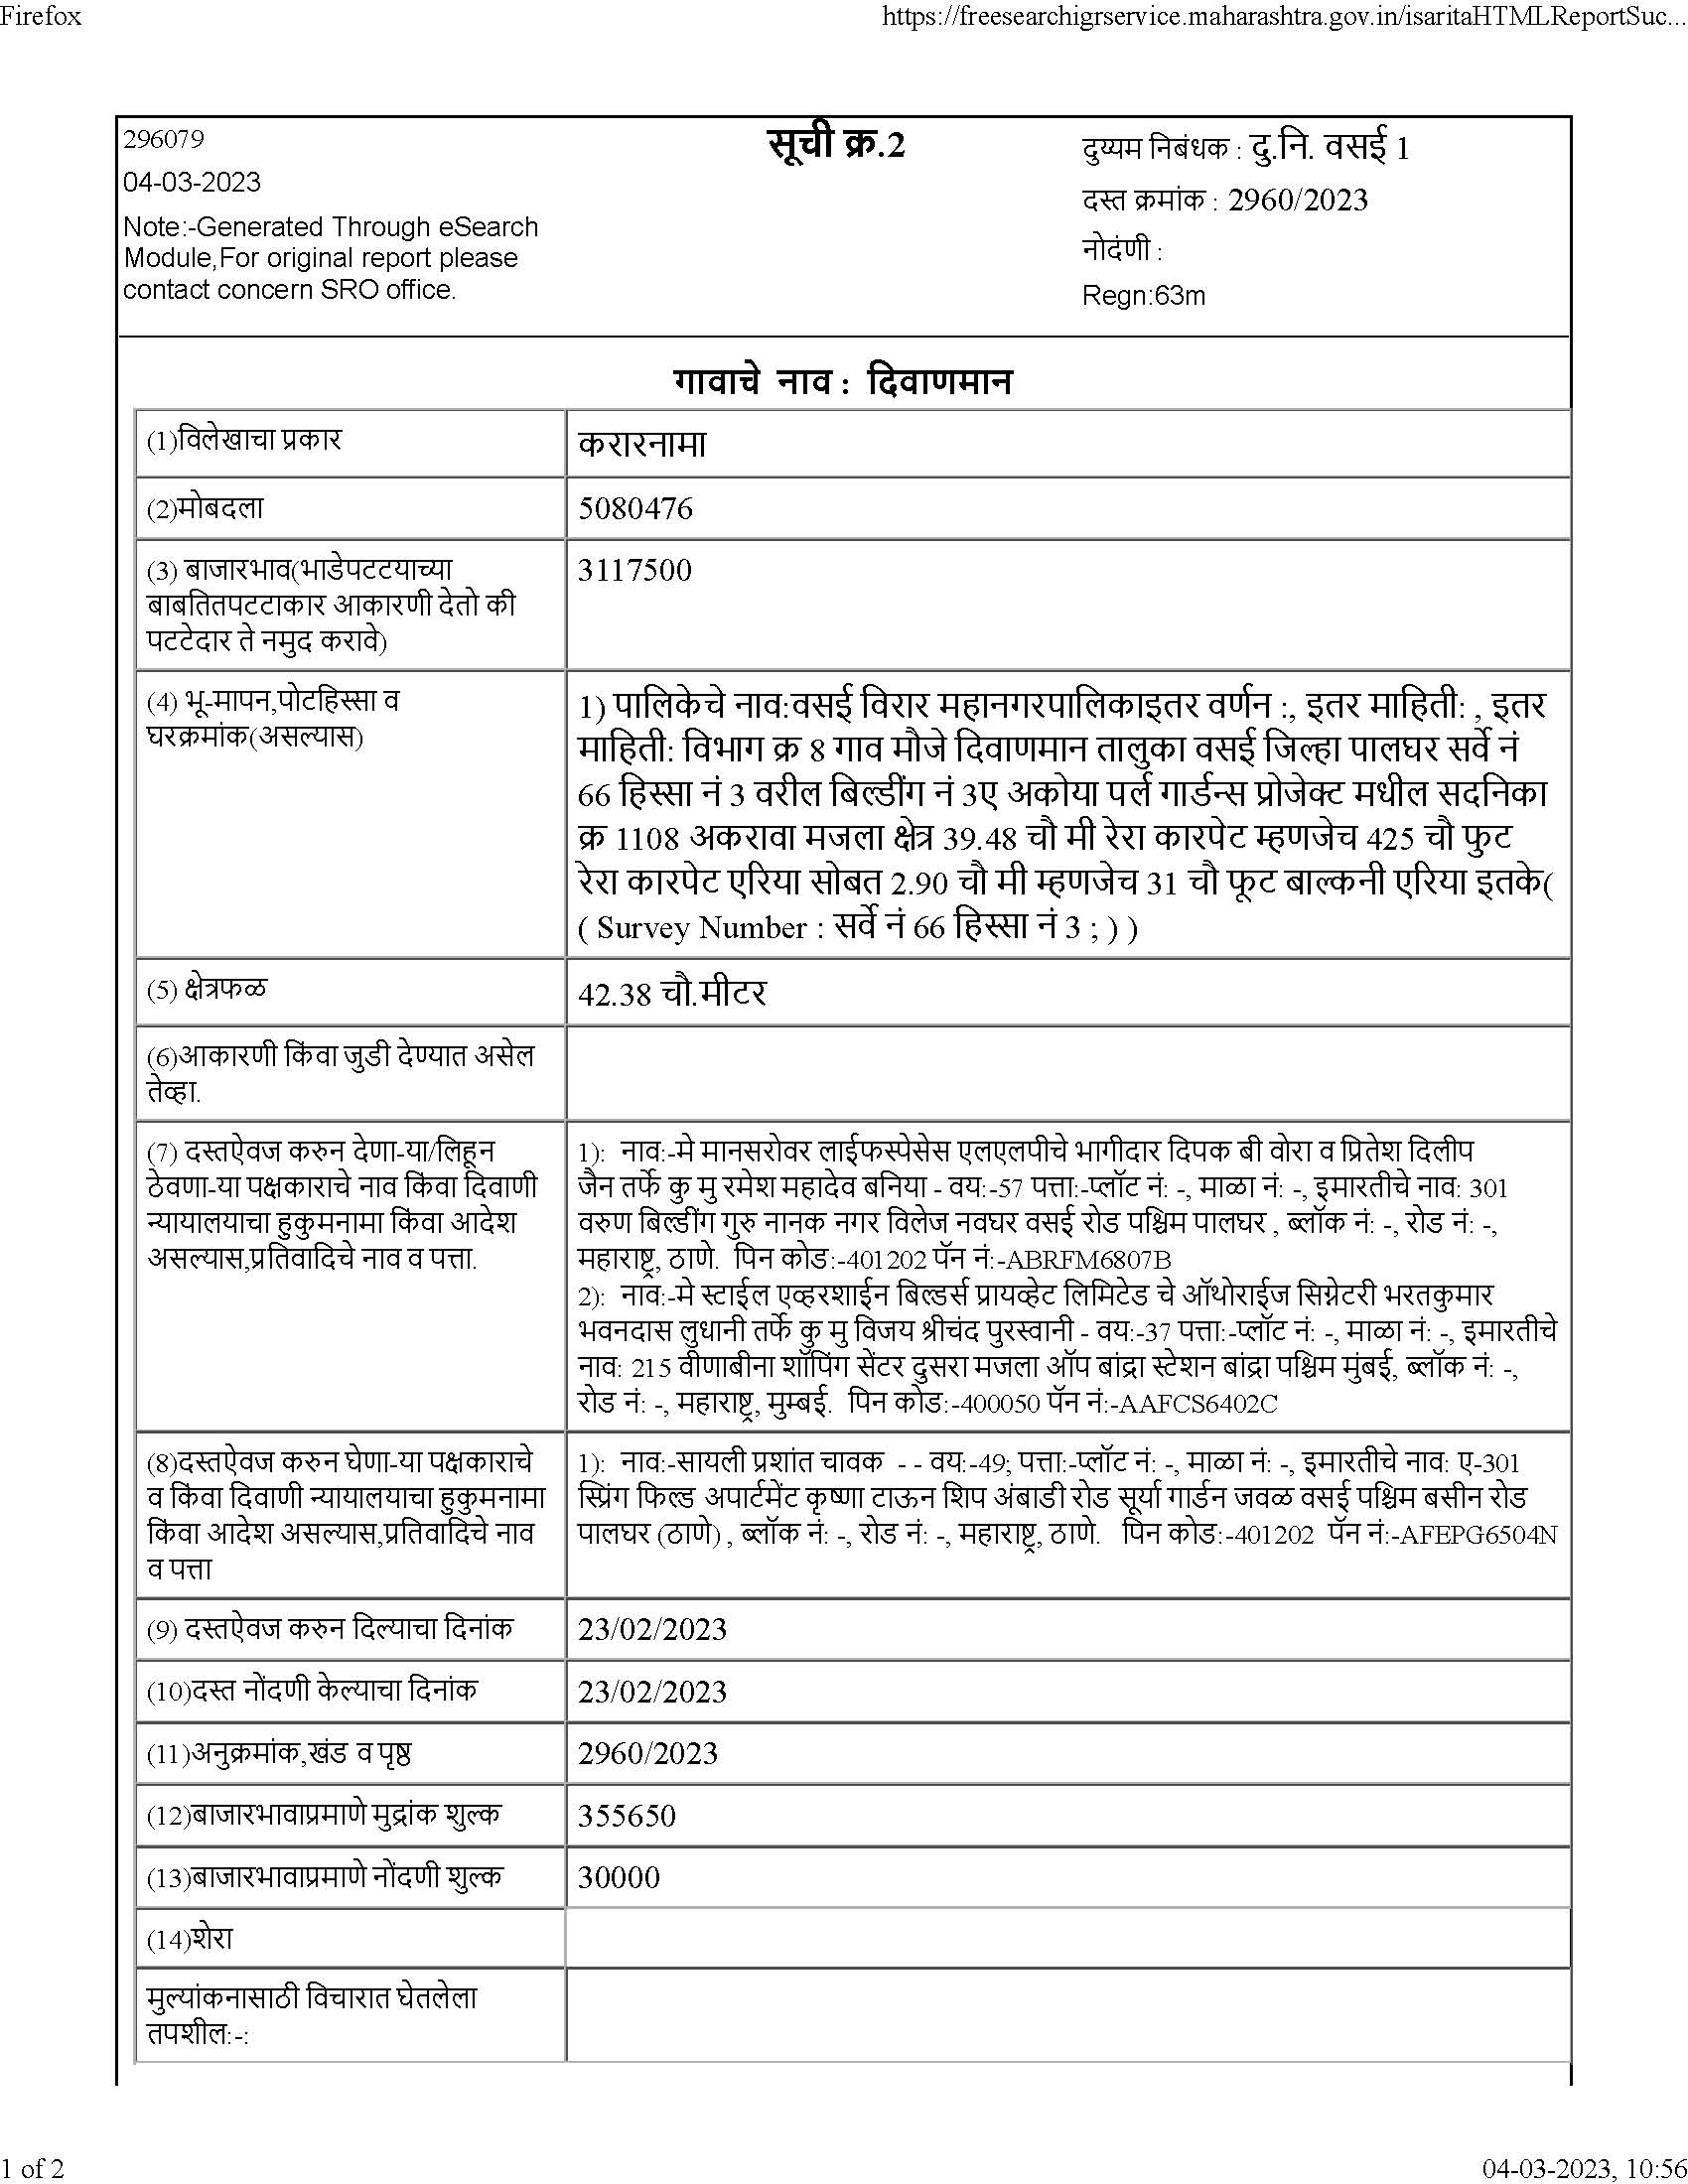 Firefox
https://freesearchigrservice.maharashtra.gov.in/isaritaHTMLReportSuc...
296079
04-03-2023
Note:-Generated Through eSearch
Module,For original report please
contact concern SRO office.
सूची क्र.2
दुय्यम निबंधक : दु.नि. वसई 1
दस्त क्रमांक : 2960/2023
नोदंणी :
Regn:63m
गावाचे नाव : दिवाणमान
(1)विलेखाचा प्रकार
करारनामा
(2)मोबदला
5080476
(3) बाजारभाव(भाडेपटटयाच्या
बाबतितपटटाकार आकारणी देतो की
पटटेदार ते नमुद करावे)
3117500
(4) भू-मापन,पोटहिस्सा व
घरक्रमांक(असल्यास)
1) पालिकेचे नाव:वसई विरार महानगरपालिकाइतर वर्णन :, इतर माहिती: , इतर
माहिती: विभाग क्र 8 गाव मौजे दिवाणमान तालुका वसई जिल्हा पालघर सर्वे नं
66 हिस्सा नं 3 वरील बिल्डींग नं 3ए अकोया पर्ल गार्डन्स प्रोजेक्ट मधील सदनिका
क्र 1108 अकरावा मजला क्षेत्र 39.48 चौ मी रेरा कारपेट म्हणजेच 425 चौ फुट
रेरा कारपेट एरिया सोबत 2.90 चौ मी म्हणजेच 31 चौ फूट बाल्कनी एरिया इतके(
( Survey Number : सर्वे नं 66 हिस्सा नं 3 ; ) )
(5) क्षेत्रफळ
42.38 चौ.मीटर
(6)आकारणी किंवा जुडी देण्यात असेल
तेव्हा.
(7) दस्तऐवज करुन देणा-या/लिहून
ठेवणा-या पक्षकाराचे नाव किंवा दिवाणी
न्यायालयाचा हुकुमनामा किंवा आदेश
असल्यास,प्रतिवादिचे नाव व पत्ता.
1): नाव:-मे मानसरोवर लाईफस्पेसेस एलएलपीचे भागीदार दिपक बी वोरा व प्रितेश दिलीप
जैन तर्फे कु मु रमेश महादेव बनिया - वय:-57 पत्ता:-प्लॉट नं: -, माळा नं: -, इमारतीचे नाव: 301
वरुण बिल्डींग गुरु नानक नगर विलेज नवघर वसई रोड पश्चिम पालघर , ब्लॉक नं: -, रोड नं: -,
महाराष्ट्र, ठाणे. पिन कोड:-401202 पॅन नं:-ABRFM6807B
2): नाव:-मे स्टाईल एव्हरशाईन बिल्डर्स प्रायव्हेट लिमिटेड चे ऑथोराईज सिग्नेटरी भरतकुमार
भवनदास लुधानी तर्फे कु मु विजय श्रीचंद पुरस्वानी - वय:-37 पत्ता:-प्लॉट नं: -, माळा नं: -, इमारतीचे
नाव: 215 वीणाबीना शॉपिंग सेंटर दुसरा मजला ऑप बांद्रा स्टेशन बांद्रा पश्चिम मुंबई, ब्लॉक नं: -,
रोड नं: -, महाराष्ट्र, मुम्बई. पिन कोड:-400050 पॅन नं:-AAFCS6402C
(8)दस्तऐवज करुन घेणा-या पक्षकाराचे
व किंवा दिवाणी न्यायालयाचा हुकुमनामा
किंवा आदेश असल्यास,प्रतिवादिचे नाव
व पत्ता
1): नाव:-सायली प्रशांत चावक - - वय:-49; पत्ता:-प्लॉट नं: -, माळा नं: -, इमारतीचे नाव: ए-301
स्प्रिंग फिल्ड अपार्टमेंट कृष्णा टाऊन शिप अंबाडी रोड सूर्या गार्डन जवळ वसई पश्चिम बसीन रोड
पालघर (ठाणे) , ब्लॉक नं: -, रोड नं: -, महाराष्ट्र, ठाणे. पिन कोड:-401202 पॅन नं:-AFEPG6504N
(9) दस्तऐवज करुन दिल्याचा दिनांक
23/02/2023
(10)दस्त नोंदणी केल्याचा दिनांक
23/02/2023
(11)अनुक्रमांक,खंड व पृष्ठ
2960/2023
(12)बाजारभावाप्रमाणे मुद्रांक शुल्क
355650
(13)बाजारभावाप्रमाणे नोंदणी शुल्क
30000
(14)शेरा
मुल्यांकनासाठी विचारात घेतलेला
तपशील:-:
1 of 2
04-03-2023, 10:56